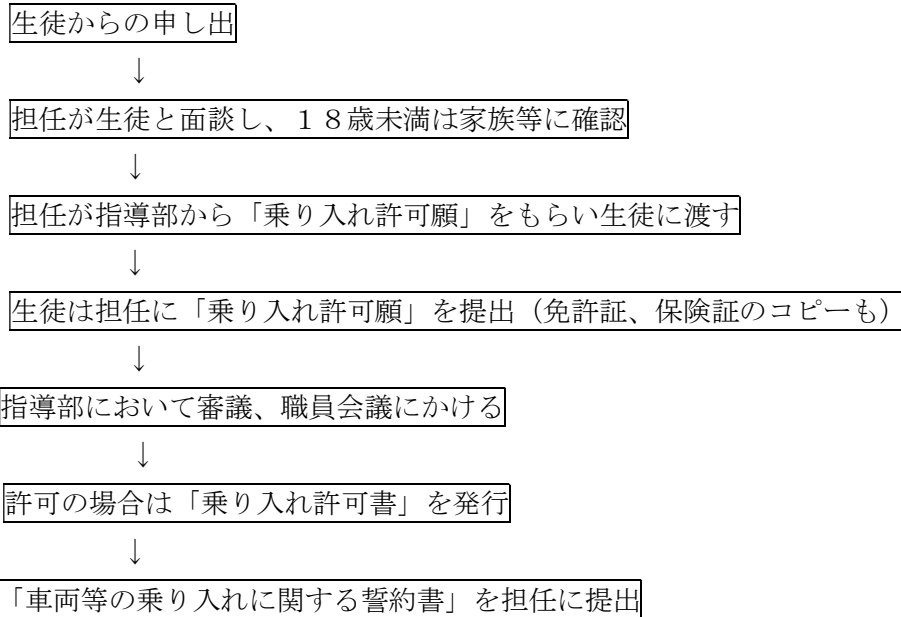 生徒からの申し出
↓
担任が生徒と面談し、１８歳未満は家族等に確認
↓
担任が指導部から「乗り入れ許可願」をもらい生徒に渡す
↓
生徒は担任に「乗り入れ許可願」を提出（免許証、保険証のコピーも）
↓
指導部において審議、職員会議にかける
↓
許可の場合は「乗り入れ許可書」を発行
↓
「車両等の乗り入れに関する誓約書」を担任に提出